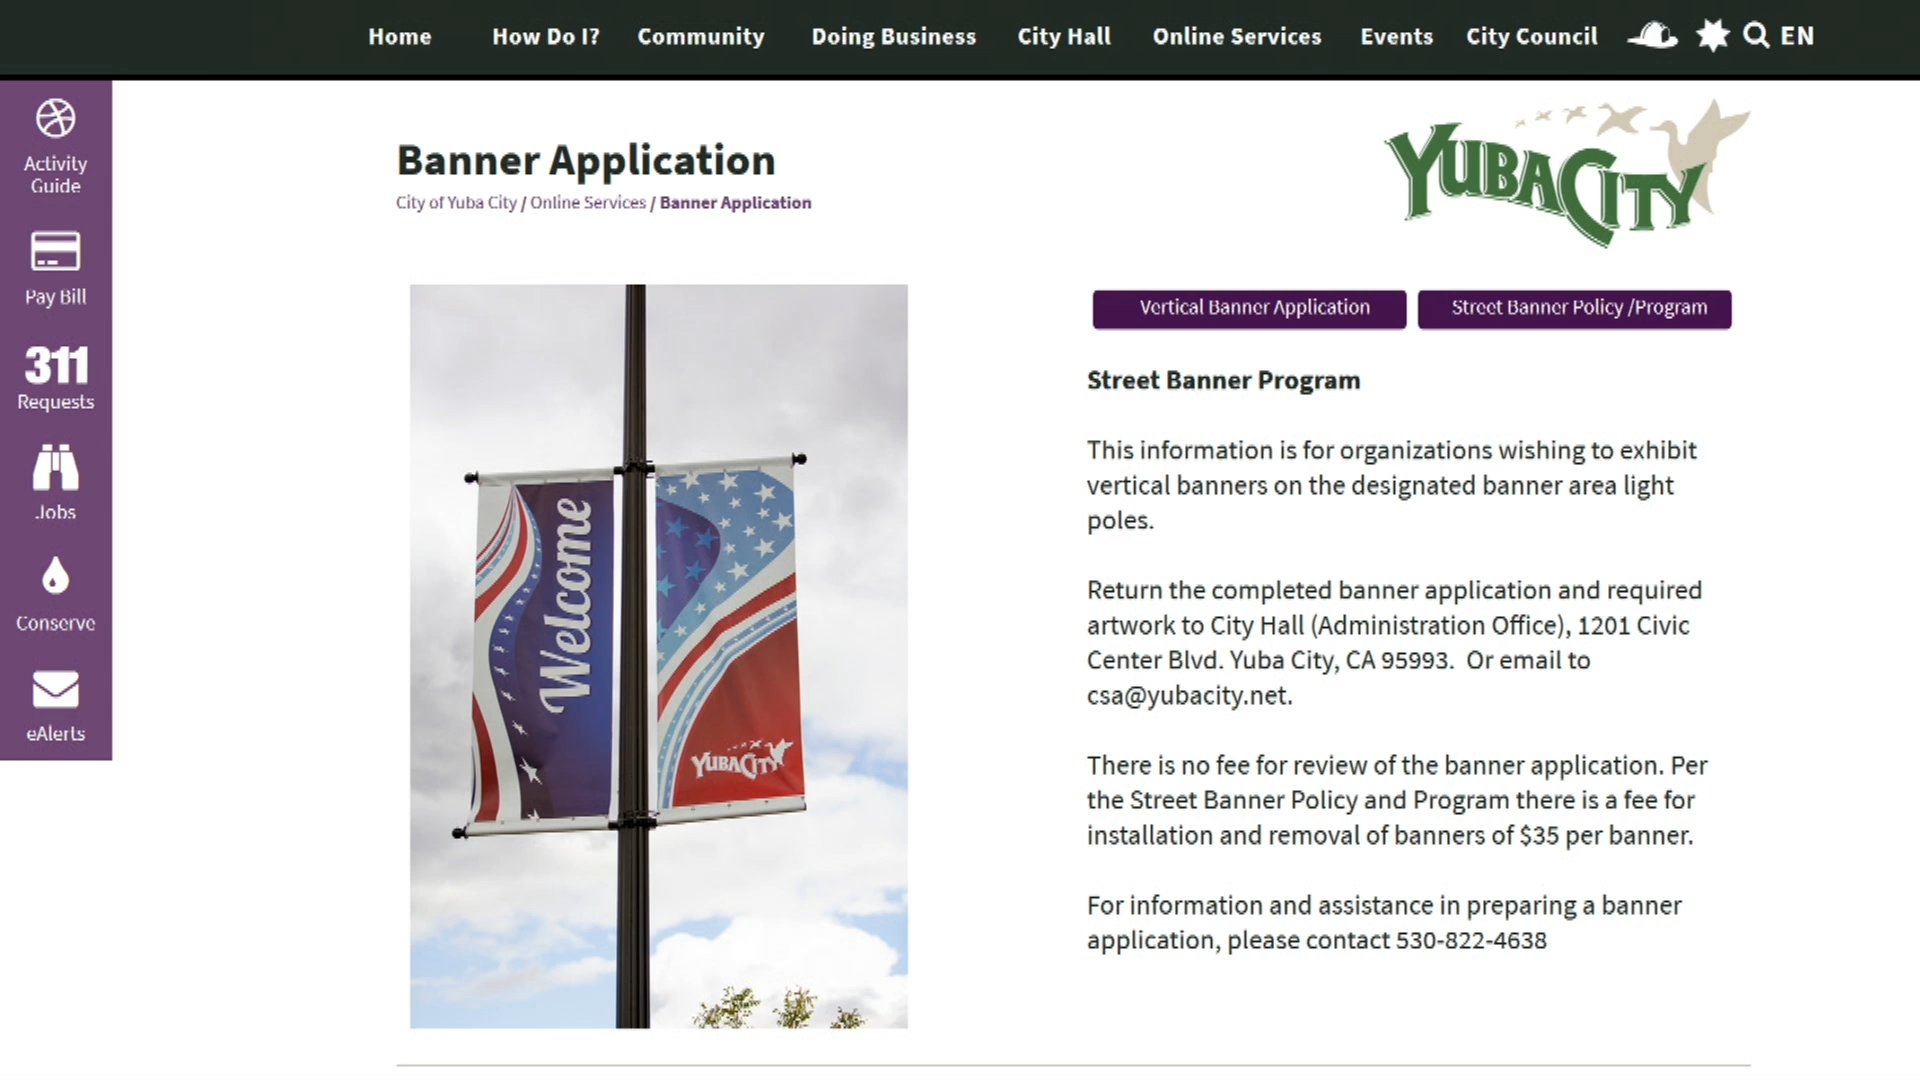 Home How Do I? Community Doing Business City Hall Online Services Events City Council EN
Activity
Guide
Pay Bill
311
Requests
Jobs
Conserve
eAlerts
Banner Application
City of Yuba City / Online Services / Banner Application
YUBA CITY
Welcome
YUBA CITY
Vertical Banner Application
Street Banner Policy /Program
Street Banner Program
This information is for organizations wishing to exhibit
vertical banners on the designated banner area light
poles.
Return the completed banner application and required
artwork to City Hall (Administration Office), 1201 Civic
Center Blvd. Yuba City, CA 95993. Or email to
csa@yubacity.net.
There is no fee for review of the banner application. Per
the Street Banner Policy and Program there is a fee for
installation and removal of banners of $35 per banner.
For information and assistance in preparing a banner
application, please contact 530-822-4638